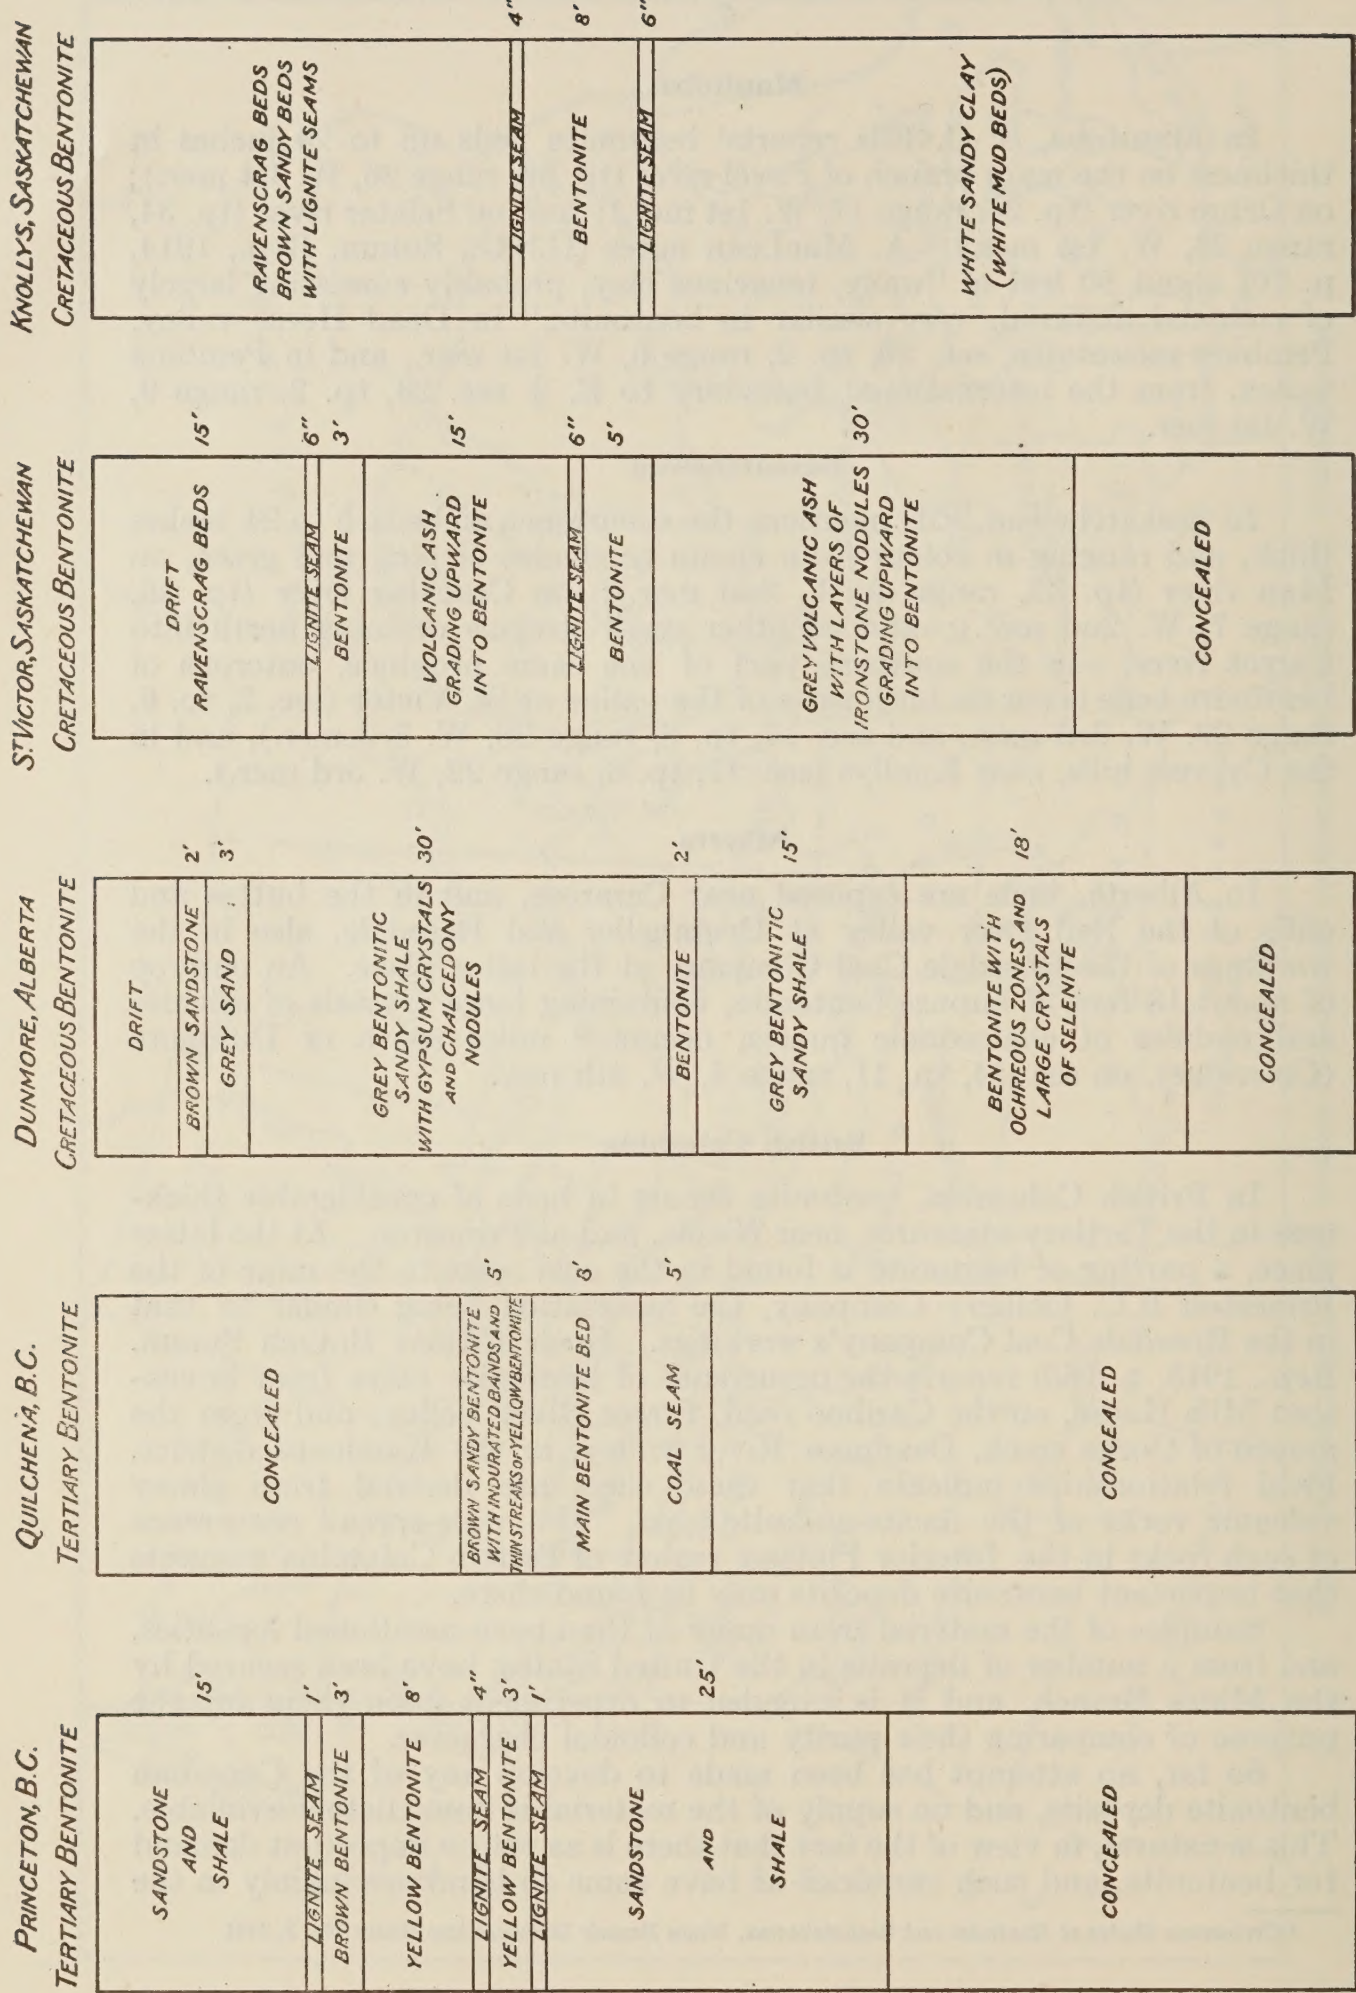 PRINCETON, B.C.
TERTIARY BENTONITE
SANDSTONE
AND
SHALE
15'
LIGNITE SEAM 1'
BROWN BENTONITE 3'
YELLOW BENTONITE 8'
LIGNITE SEAM 4"
YELLOW BENTONITE 3'
LIGNITE SEAM 1'
SANDSTONE
AND 25'
SHALE
CONCEALED
QUILCHENA, B.C.
TERTIARY BENTONITE
CONCEALED
BROWN SANDY BENTONITE
WITH INDURATED BANDS AND 5'
THIN STREAKS OF YELLOW BENTONITE
MAIN BENTONITE BED 8'
COAL SEAM 5'
CONCEALED
DUNMORE, ALBERTA
CRETACEOUS BENTONITE
DRIFT
BROWN SANDSTONE 2'
GREY SAND 3'
GREY BENTONITIC
SANDY SHALE
WITH GYPSUM CRYSTALS 30'
AND CHALCEDONY
NODULES
BENTONITE 2'
GREY BENTONITIC
SANDY SHALE 15'
BENTONITE WITH
OCHREOUS ZONES AND 18'
LARGE CRYSTALS
OF SELENITE
CONCEALED
ST VICTOR, SASKATCHEWAN
CRETACEOUS BENTONITE
DRIFT
RAVENSCRAG BEDS 15'
LIGNITE SEAM 6"
BENTONITE 3'
VOLCANIC ASH
GRADING UPWARD 15'
INTO BENTONITE
LIGNITE SEAM 6"
BENTONITE 5'
GREY VOLCANIC ASH
WITH LAYERS OF
IRONSTONE NODULES 30'
GRADING UPWARD
INTO BENTONITE
CONCEALED
KNOLLYS, SASKATCHEWAN
CRETACEOUS BENTONITE
RAVENSCRAG BEDS
BROWN SANDY BEDS
WITH LIGNITE SEAMS
LIGNITE SEAM 4"
BENTONITE 8'
LIGNITE SEAM 6"
WHITE SANDY CLAY
(WHITE MUD BEDS)